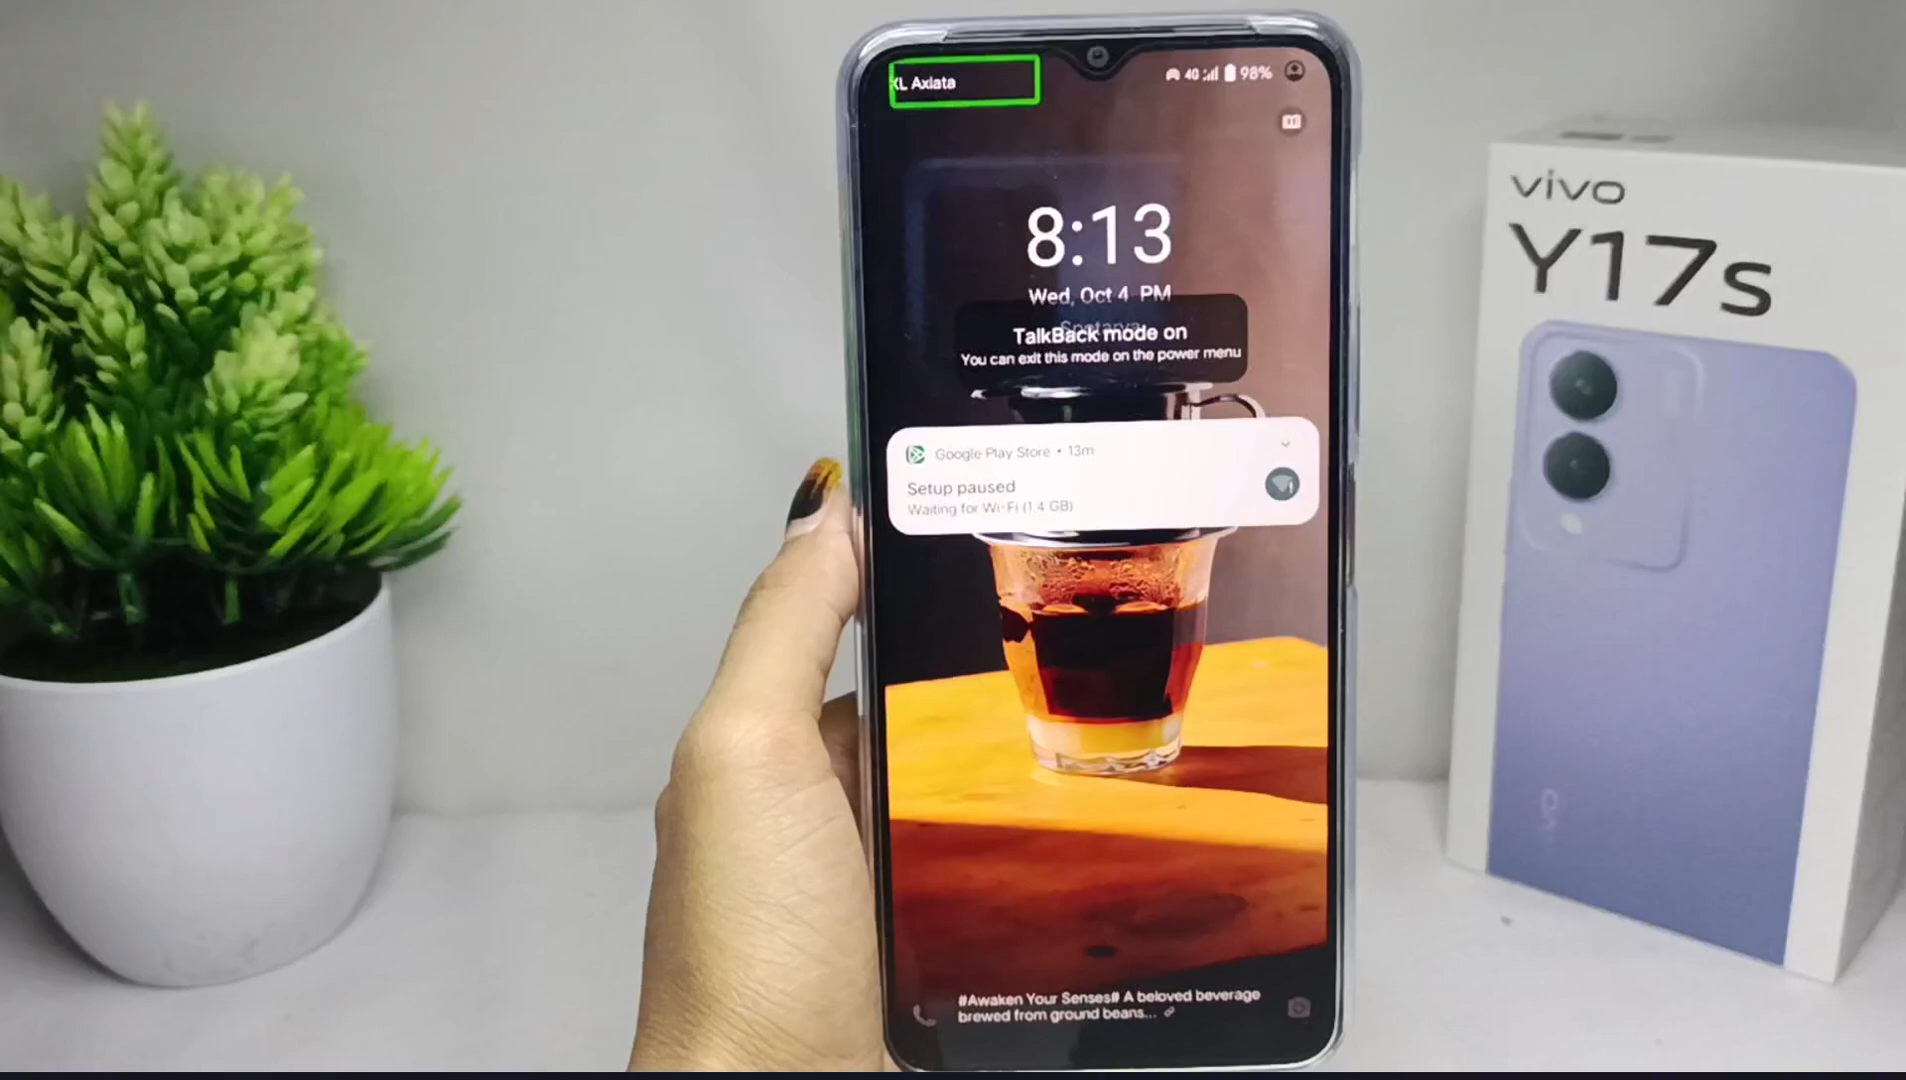 XL Axiata
4G 98%
8:13
Wed, Oct 4 PM
TalkBack mode on
You can exit this mode on the power menu
Google Play Store • 13m
Setup paused
Waiting for Wi-Fi (1.4 GB)
#Awaken Your Senses# A beloved beverage
brewed from ground beans...
vivo
Y17s